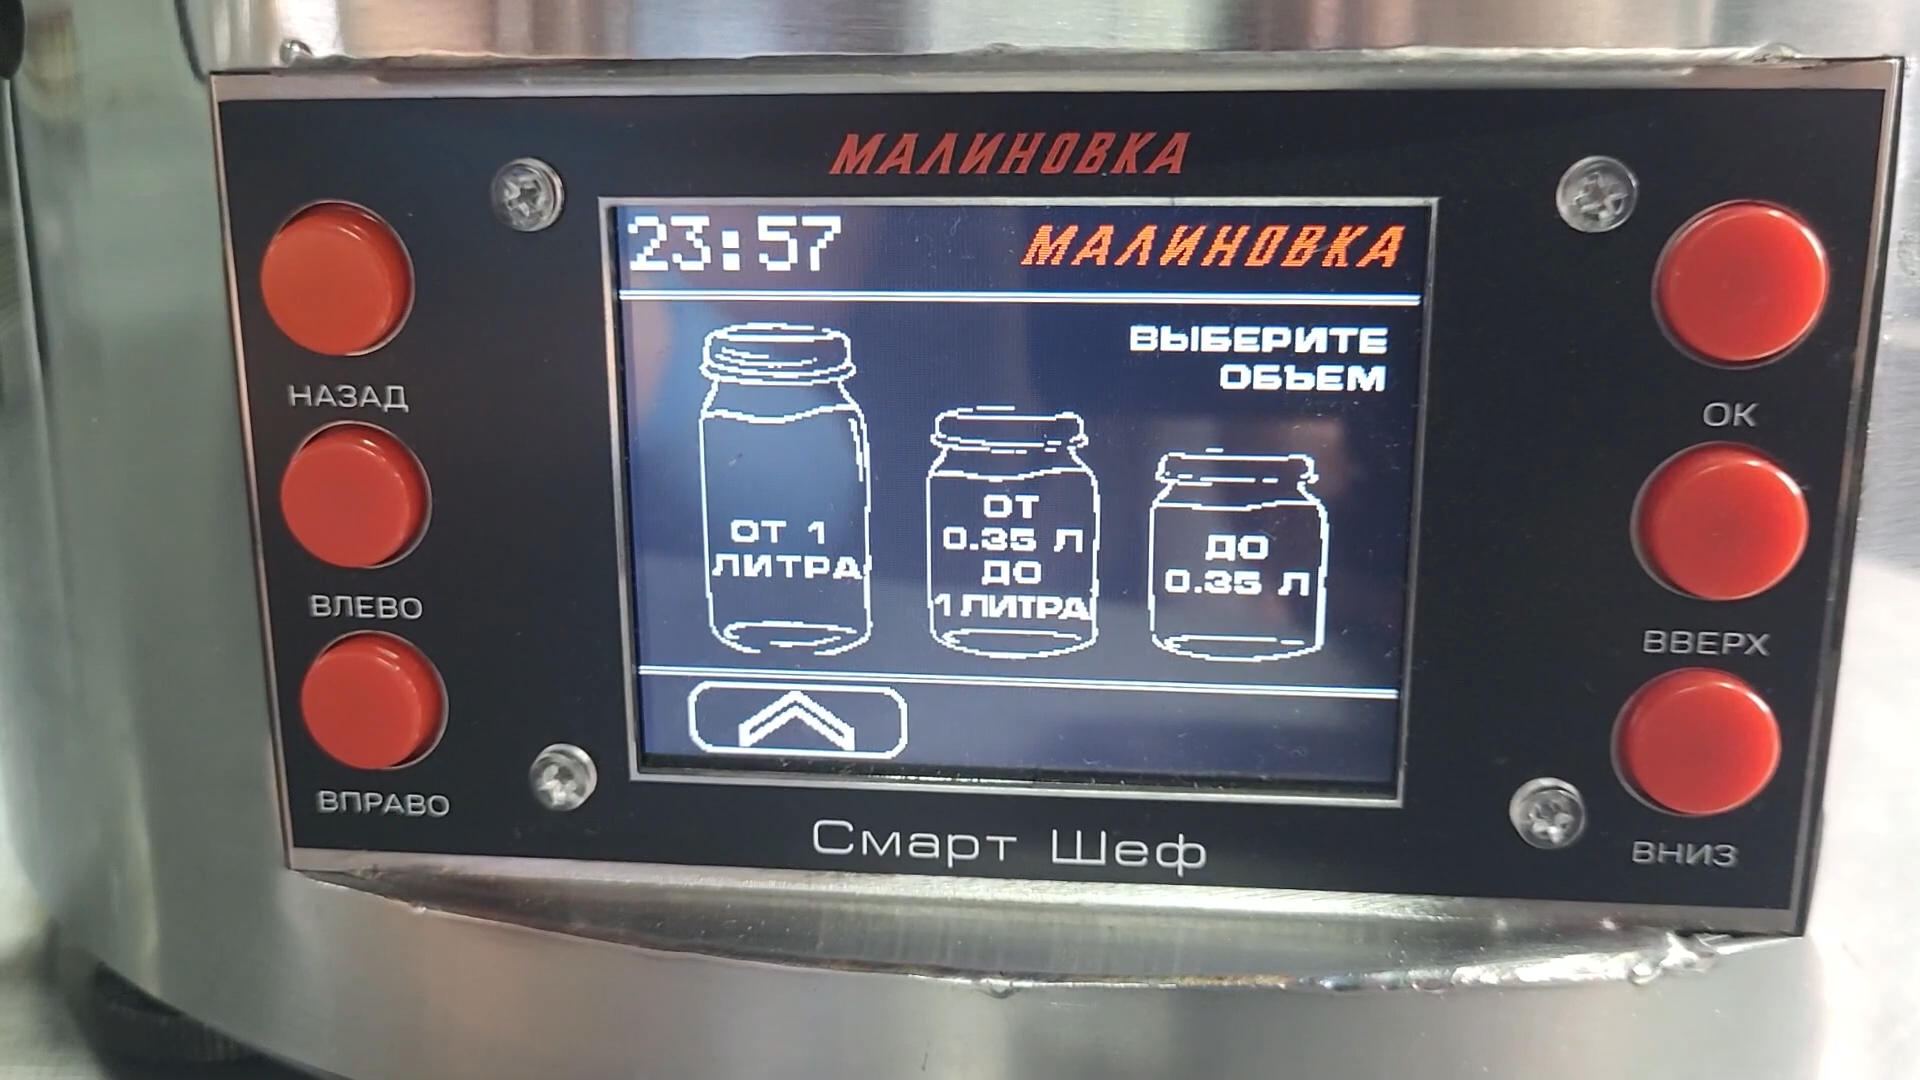 МАЛИНОВКА
23:57 МАЛИНОВКА
ВЫБЕРИТЕ
ОБЪЕМ
ОТ 1
ЛИТРА
ОТ
0.35 Л
ДО
1 ЛИТРА
ДО
0.35 Л
НАЗАД
ВЛЕВО
ВПРАВО
ОК
ВВЕРХ
ВНИЗ
Смарт Шеф